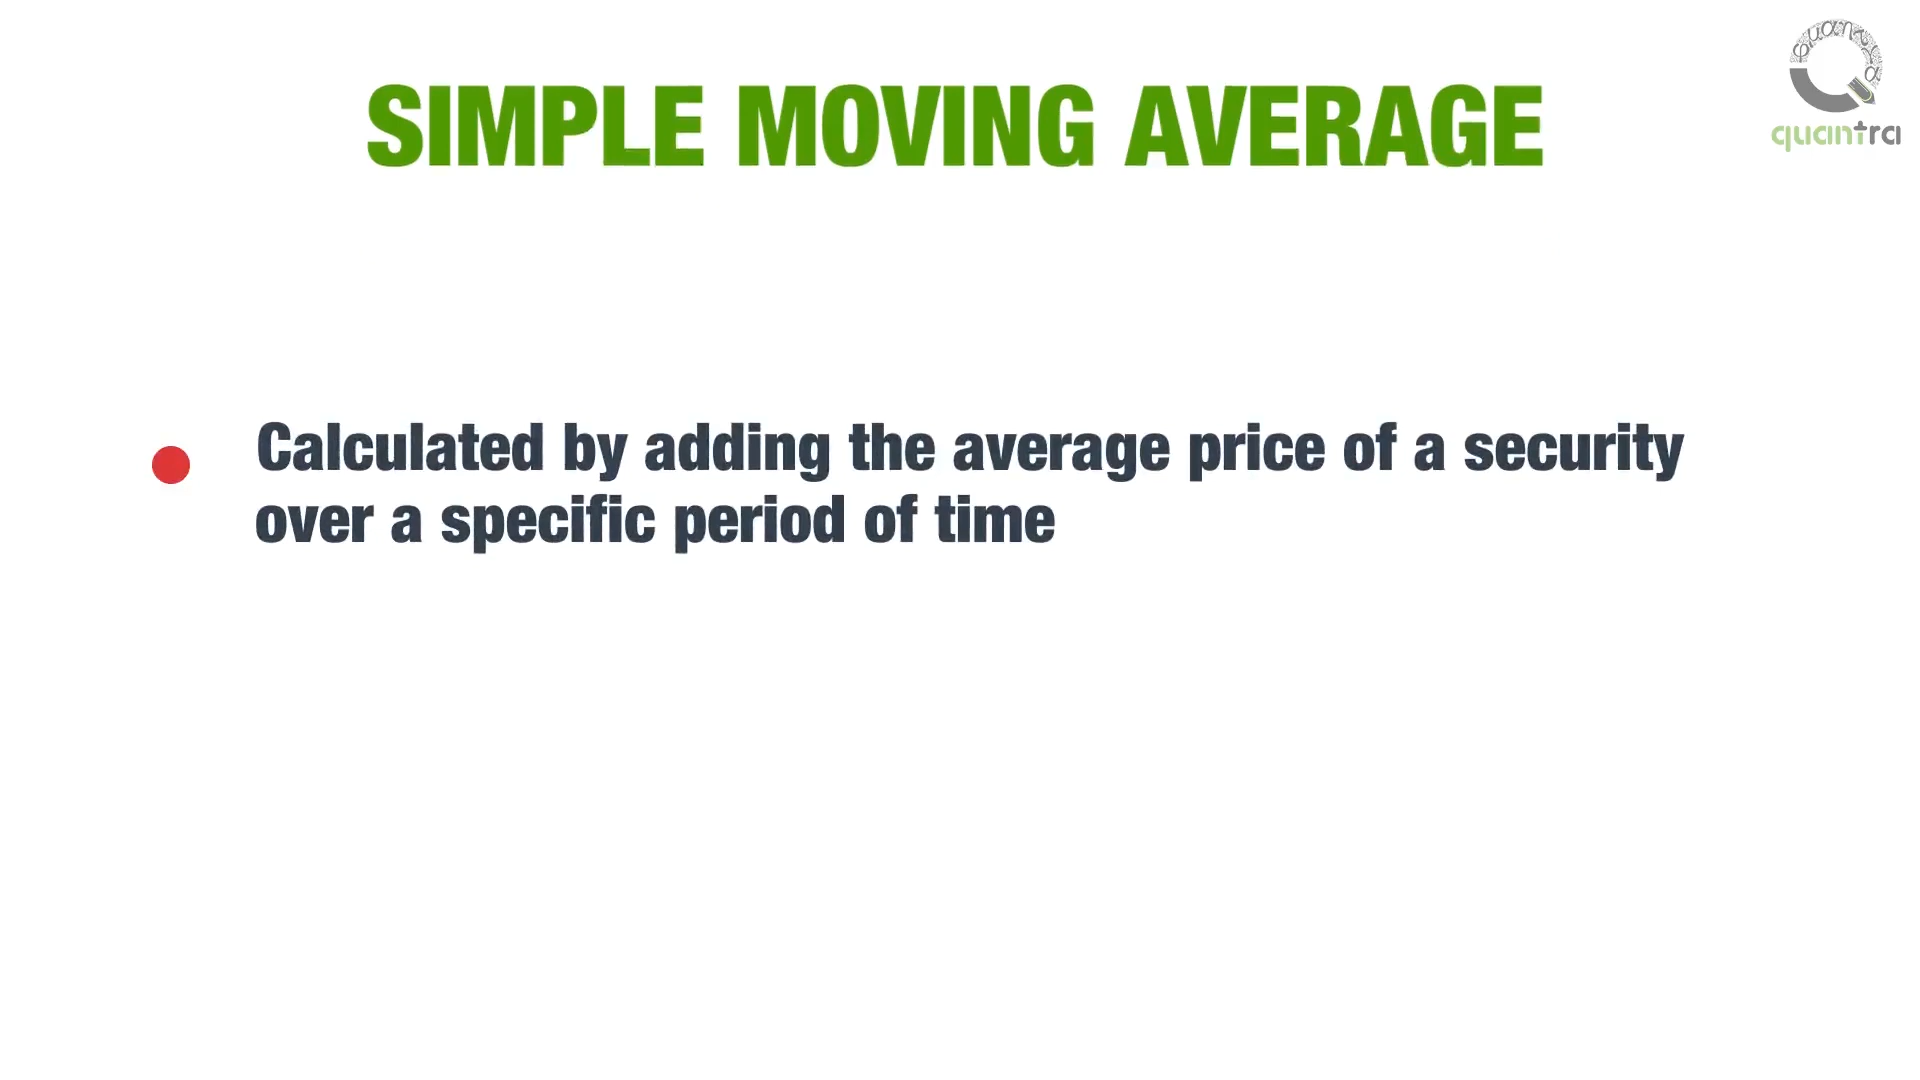 SIMPLE MOVING AVERAGE
quantra
Calculated by adding the average price of a security
over a specific period of time